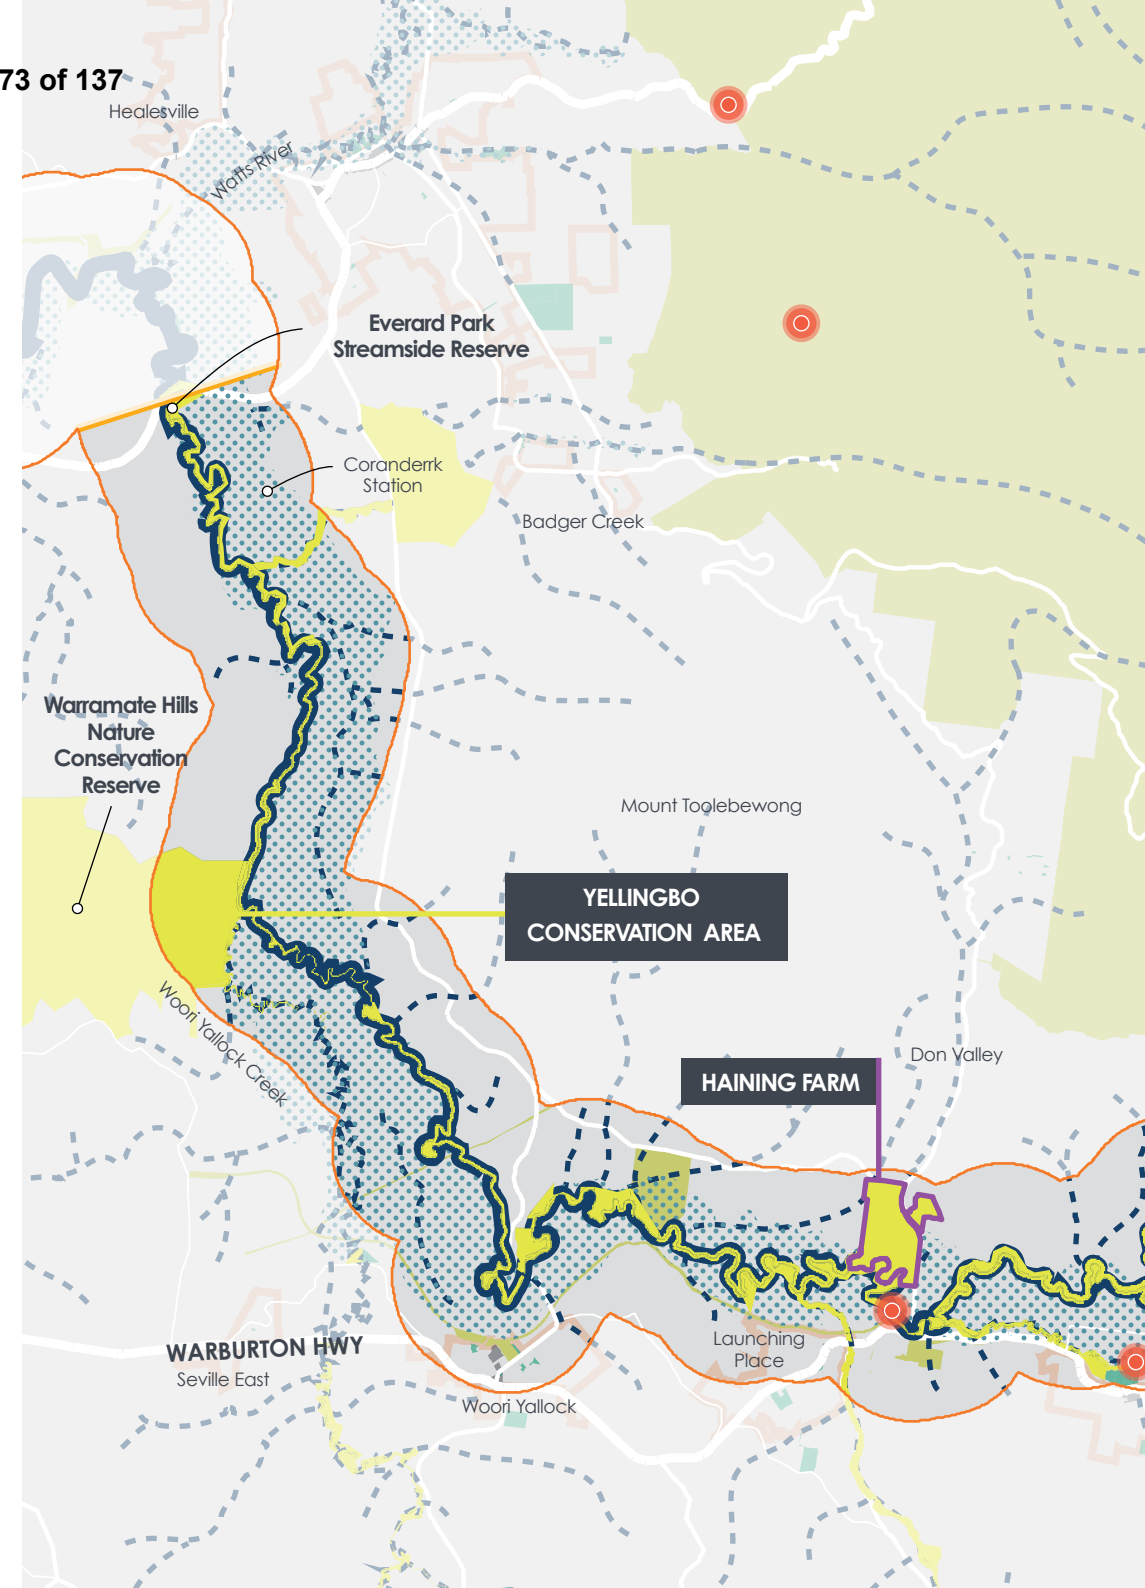 73 of 137
Healesville
Watts River
Everard Park
Streamside Reserve
Coranderrk
Station
Badger Creek
Warramate Hills
Nature
Conservation
Reserve
Mount Toolebewong
YELLINGBO
CONSERVATION AREA
Woori Yallock Creek
Don Valley
HAINING FARM
WARBURTON HWY
Seville East
Launching
Place
Woori Yallock